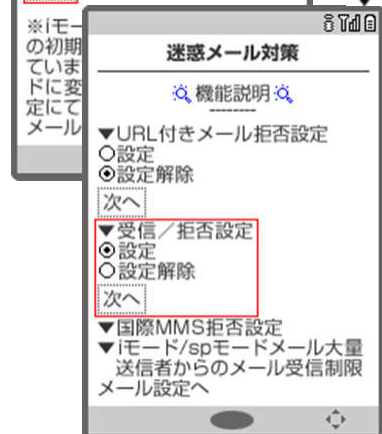 ※iモー
の初期
ていま
ドに変
定にて
メール
迷惑メール対策
機能説明
▼URL付きメール拒否設定
○設定
◉設定解除
次へ
▼受信／拒否設定
◉設定
○設定解除
次へ
▼国際MMS拒否設定
▼iモード/spモードメール大量
送信者からのメール受信制限
メール設定へ